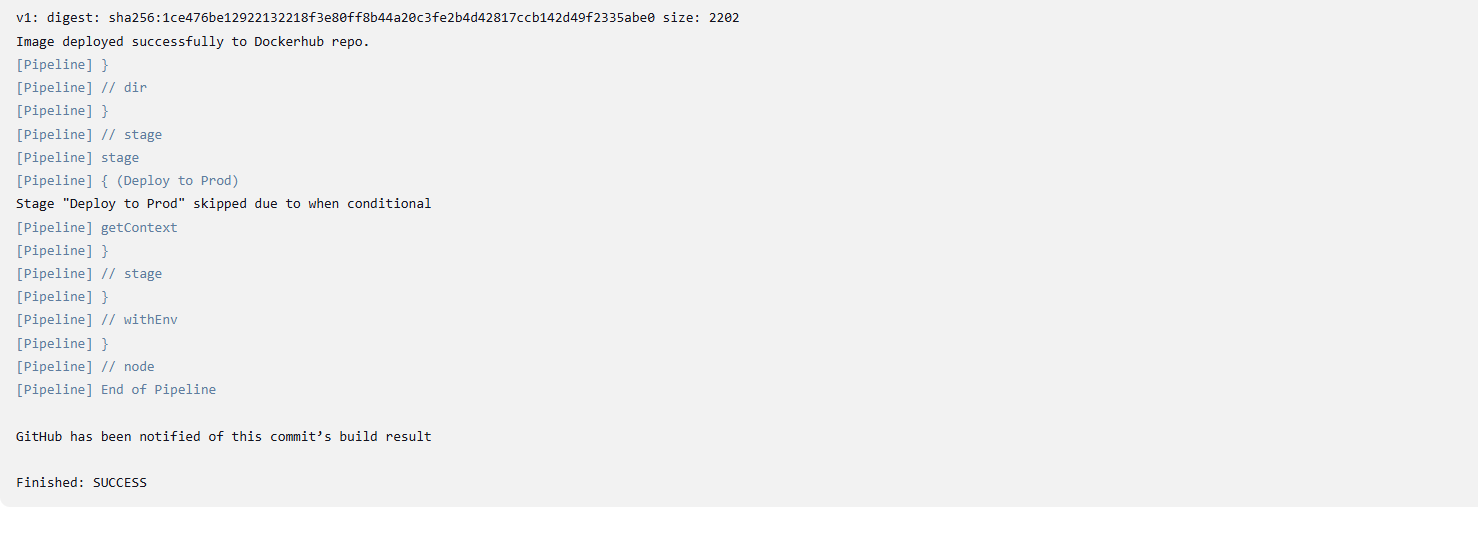 v1: digest: sha256:1ce476be12922132218f3e80ff8b44a20c3fe2b4d42817ccb142d49f2335abe0 size: 2202
Image deployed successfully to Dockerhub repo.
[Pipeline] }
[Pipeline] // dir
[Pipeline] }
[Pipeline] // stage
[Pipeline] stage
[Pipeline] { (Deploy to Prod)
Stage "Deploy to Prod" skipped due to when conditional
[Pipeline] getContext
[Pipeline] }
[Pipeline] // stage
[Pipeline] }
[Pipeline] // withEnv
[Pipeline] }
[Pipeline] // node
[Pipeline] End of Pipeline
GitHub has been notified of this commit’s build result
Finished: SUCCESS